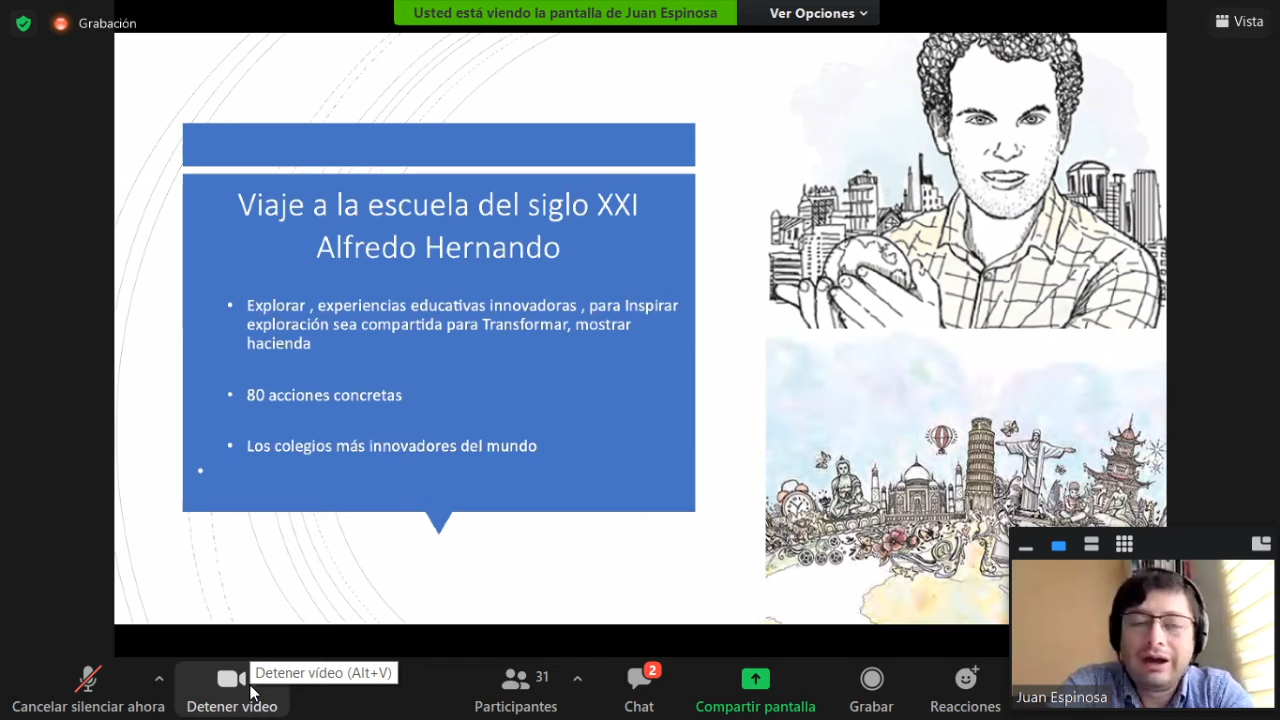 Grabación
Usted está viendo la pantalla de Juan Espinosa
Ver Opciones
Vista
Viaje a la escuela del siglo XXI
Alfredo Hernando
• Explorar , experiencias educativas innovadoras , para Inspirar
exploración sea compartida para Transformar, mostrar
hacienda
• 80 acciones concretas
• Los colegios más innovadores del mundo
•
Juan Espinosa
Detener vídeo (Alt+V)
31
2
Cancelar silenciar ahora
Detener vídeo
Participantes
Chat
Compartir pantalla
Grabar
Reacciones